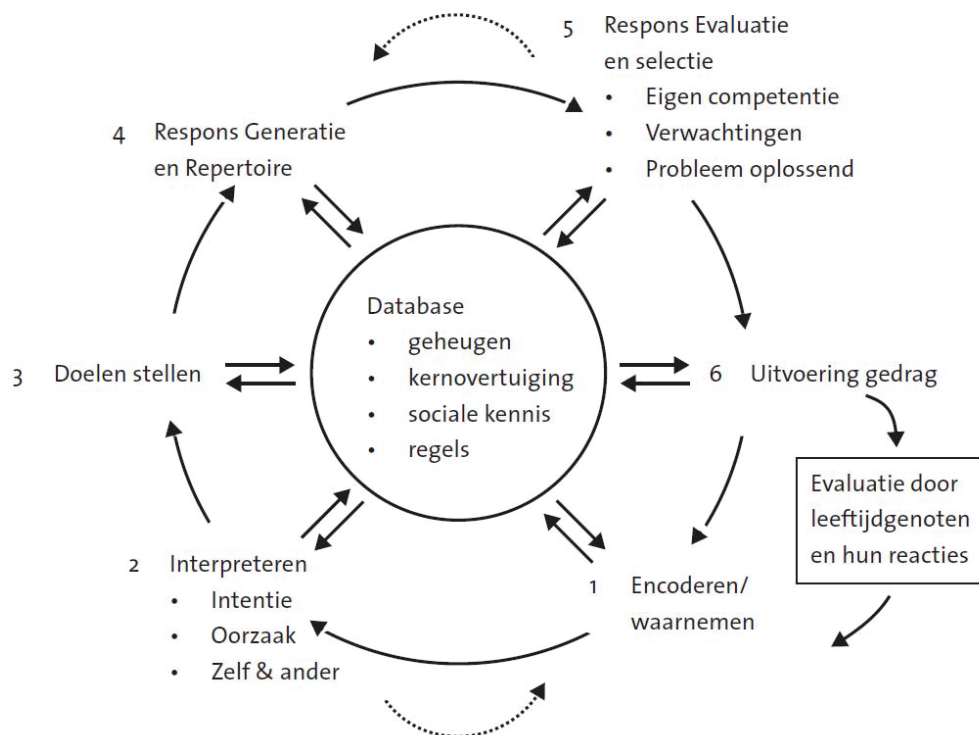 5 Respons Evaluatie
en selectie
• Eigen competentie
• Verwachtingen
• Probleem oplossend
4 Respons Generatie
en Repertoire
Database
• geheugen
• kernovertuiging
• sociale kennis
• regels
3 Doelen stellen
6 Uitvoering gedrag
Evaluatie door
leeftijdgenoten
en hun reacties
2 Interpreteren
• Intentie
• Oorzaak
• Zelf & ander
1 Encoderen/
waarnemen